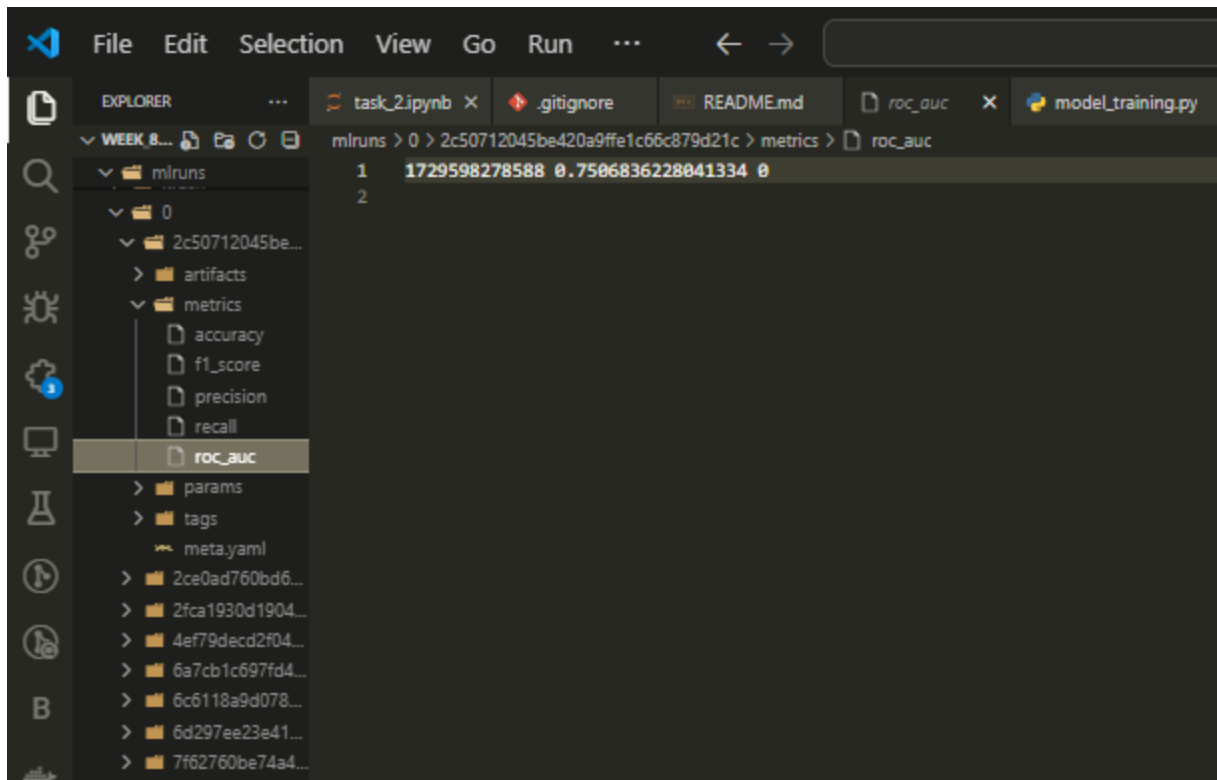 File Edit Selection View Go Run ...
EXPLORER ...
task_2.ipynb
.gitignore
README.md
roc_auc
model_training.py
WEEK 8...
mlruns > 0 > 2c50712045be420a9ffe1c66c879d21c > metrics > roc_auc
mlruns
1 1729598278588 0.7506836228041334 0
2
0
2c50712045be...
artifacts
metrics
accuracy
f1_score
precision
recall
roc_auc
params
tags
meta.yaml
2ce0ad760bd6...
2fca1930d1904...
4ef79decd2f04...
6a7cb1c697fd4...
6c6118a9d078...
6d297ee23e41...
7f62760be74a4...
3
B